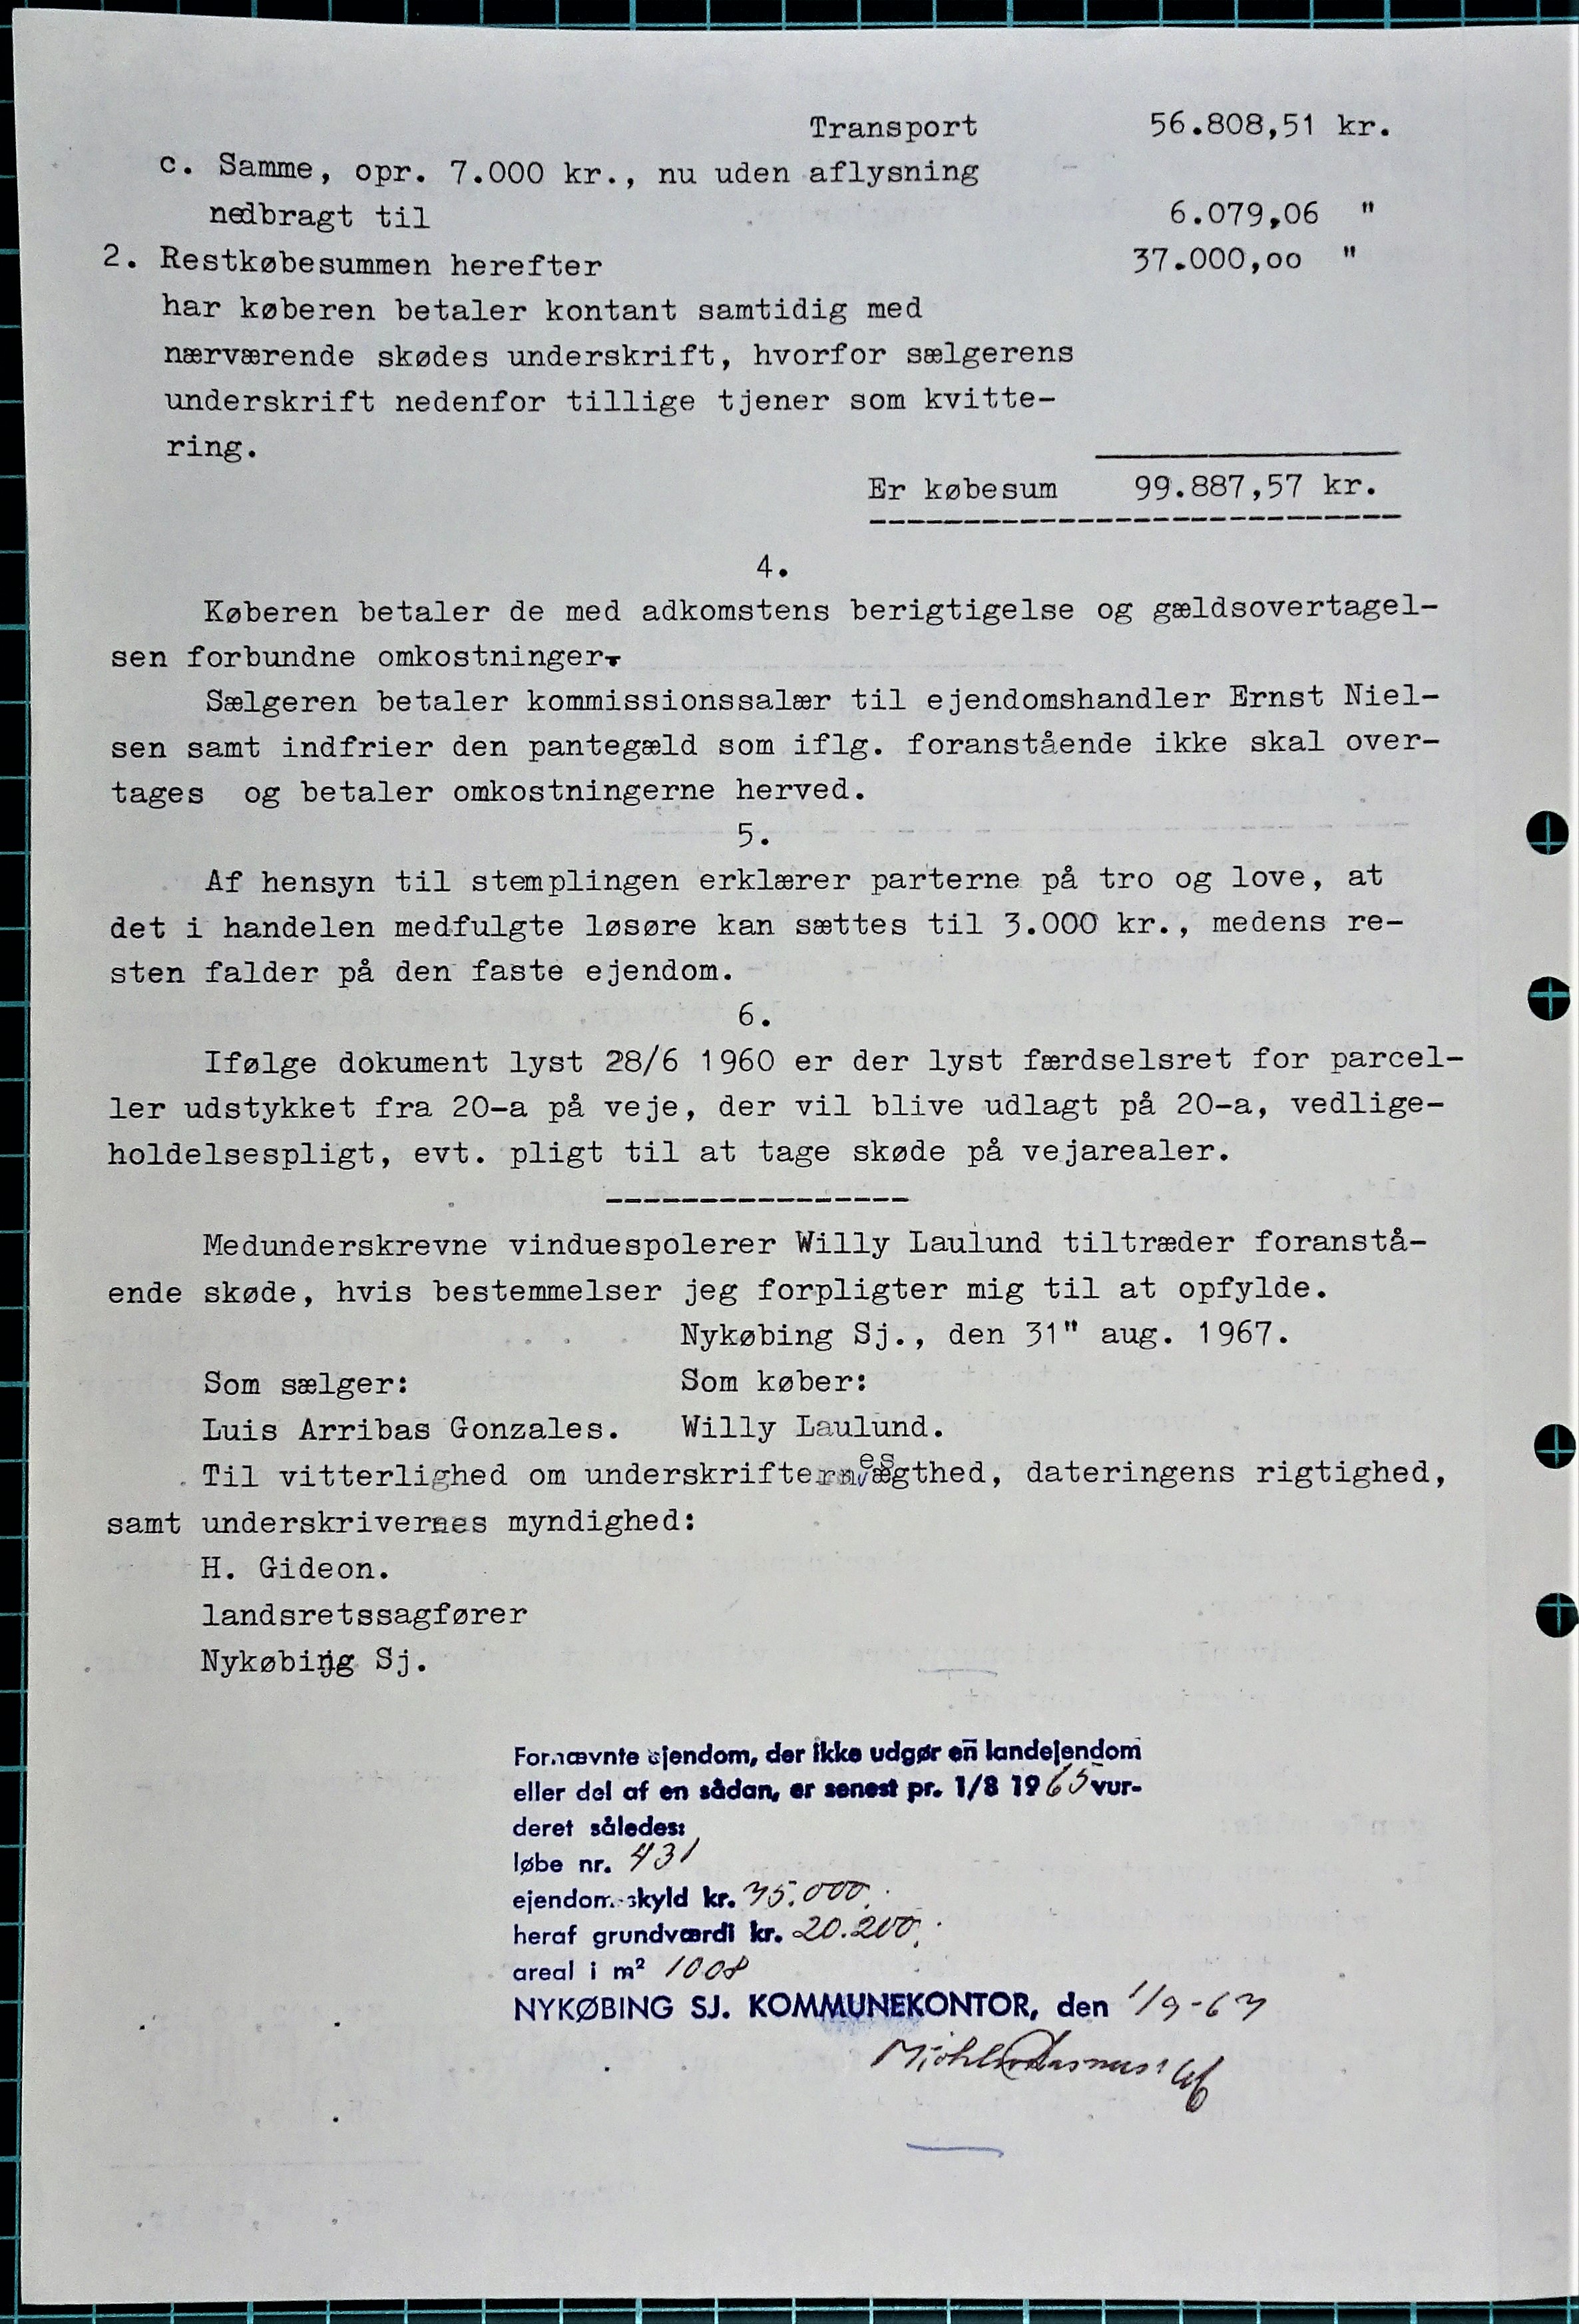 Transport 56.808,51 kr.
c. Samme, opr. 7.000 kr., nu uden aflysning
nedbragt til 6.079,06 "
2. Restkøbesummen herefter 37.000,oo "
har køberen betaler kontant samtidig med
nærværende skødes underskrift, hvorfor sælgerens
underskrift nedenfor tillige tjener som kvitte-
ring.
Er købesum 99.887,57 kr.
4.
Køberen betaler de med adkomstens berigtigelse og gældsovertagel-
sen forbundne omkostninger.
Sælgeren betaler kommissionssalær til ejendomshandler Ernst Niel-
sen samt indfrier den pantegæld som iflg. foranstående ikke skal over-
tages og betaler omkostningerne herved.
5.
Af hensyn til stemplingen erklærer parterne på tro og love, at
det i handelen medfulgte løsøre kan sættes til 3.000 kr., medens re-
sten falder på den faste ejendom.
6.
Ifølge dokument lyst 28/6 1960 er der lyst færdselsret for parcel-
ler udstykket fra 20-a på veje, der vil blive udlagt på 20-a, vedlige-
holdelsespligt, evt. pligt til at tage skøde på vejarealer.
----------------
Medunderskrevne vinduespolerer Willy Laulund tiltræder foranstå-
ende skøde, hvis bestemmelser jeg forpligter mig til at opfylde.
Nykøbing Sj., den 31" aug. 1967.
Som sælger: Som køber:
Luis Arribas Gonzales. Willy Laulund.
Til vitterlighed om underskrifternes ægthed, dateringens rigtighed,
samt underskrivernes myndighed:
H. Gideon.
landsretssagfører
Nykøbing Sj.
Fornævnte ejendom, der ikke udgør en landejendom
eller del af en sådan, er senest pr. 1/8 1965 vur-
deret således:
løbe nr. 431
ejendomsskyld kr. 35.000.
heraf grundværdi kr. 20.200.
areal i m² 1008
NYKØBING SJ. KOMMUNEKONTOR, den 1/9-67